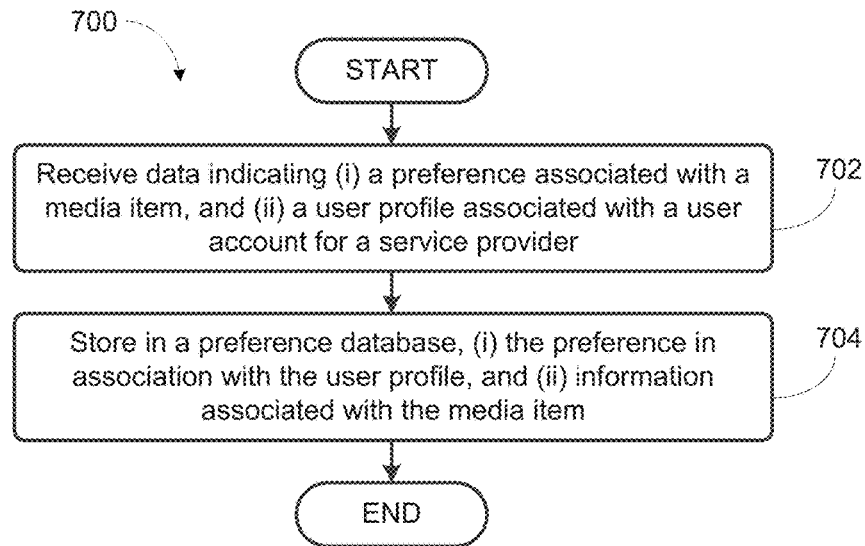 700
START
Receive data indicating (i) a preference associated with a
media item, and (ii) a user profile associated with a user
account for a service provider
702
Store in a preference database, (i) the preference in
association with the user profile, and (ii) information
associated with the media item
704
END